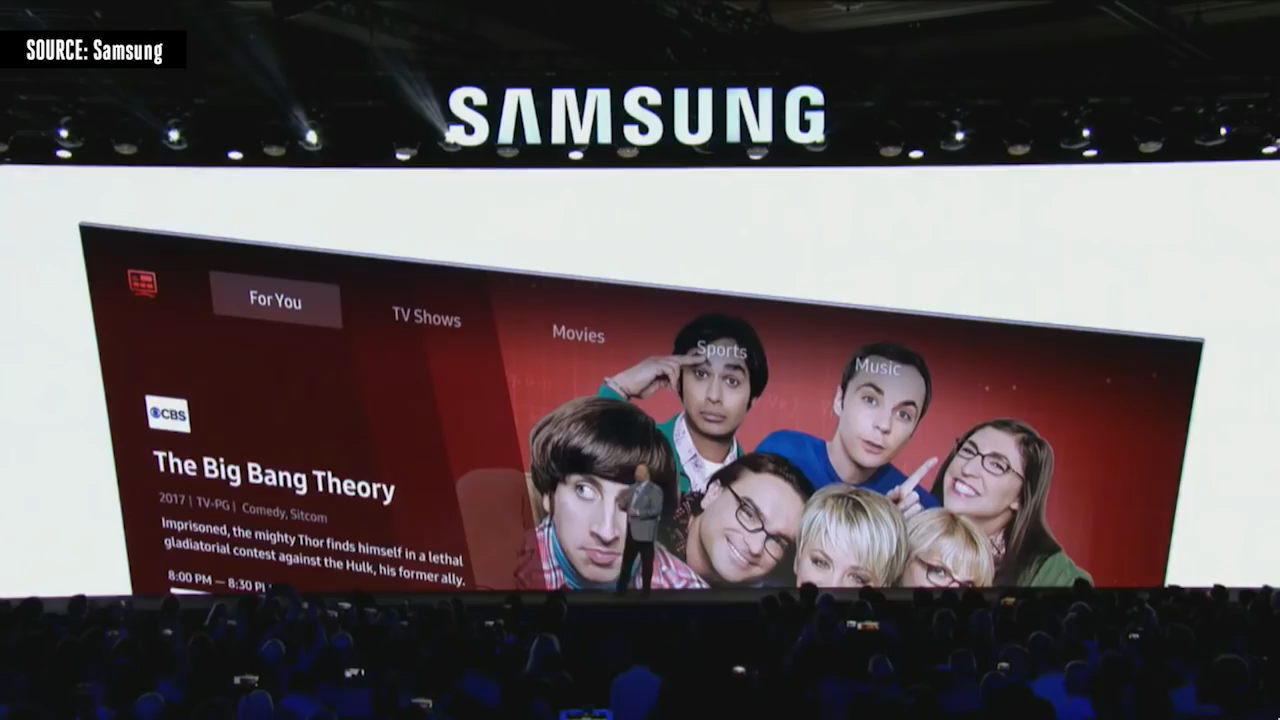 SOURCE: Samsung
SAMSUNG
For You
TV Shows
Movies
Sports
Music
CBS
The Big Bang Theory
2017 | TV-PG | Comedy, Sitcom
Imprisoned, the mighty Thor finds himself in a lethal
gladiatorial contest against the Hulk, his former ally.
8:00 PM — 8:30